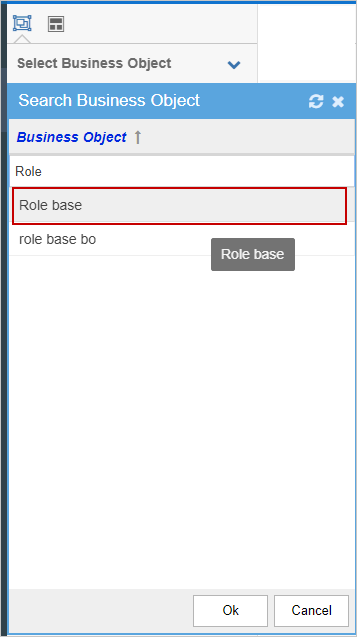 Select Business Object
Search Business Object
Business Object
Role
Role base
role base bo
Role base
Ok
Cancel